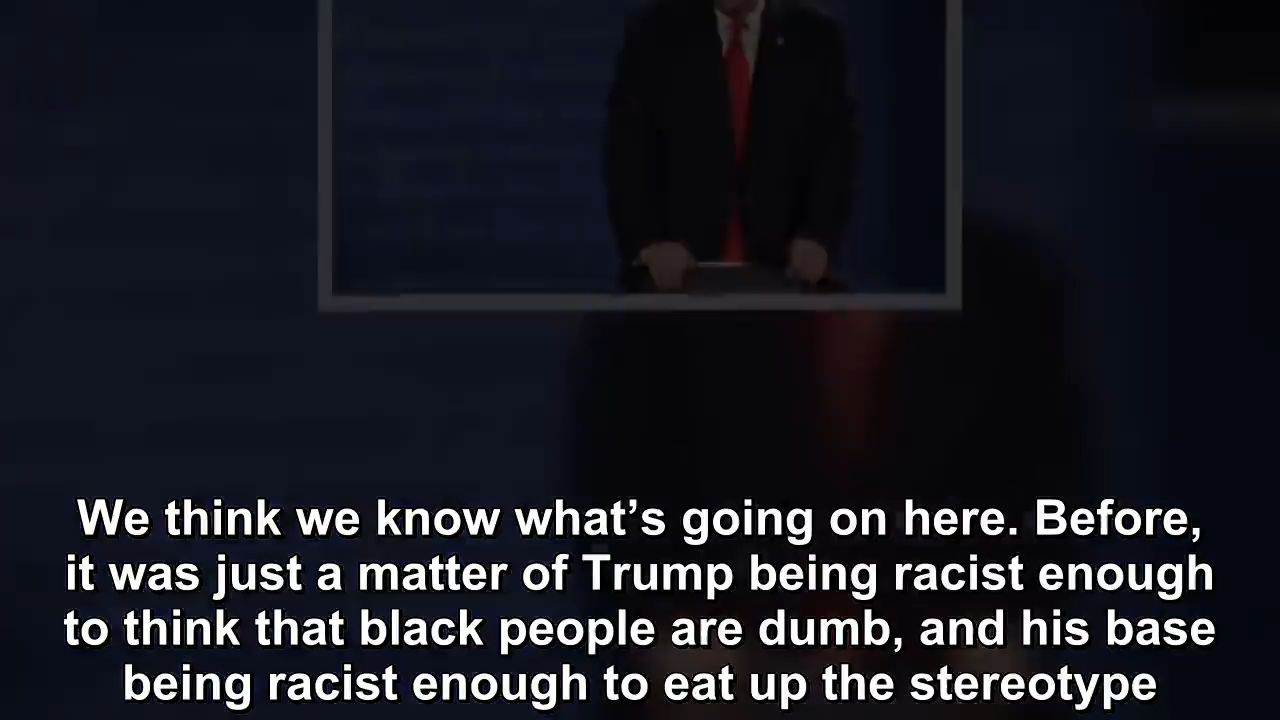 We think we know what’s going on here. Before,
it was just a matter of Trump being racist enough
to think that black people are dumb, and his base
being racist enough to eat up the stereotype